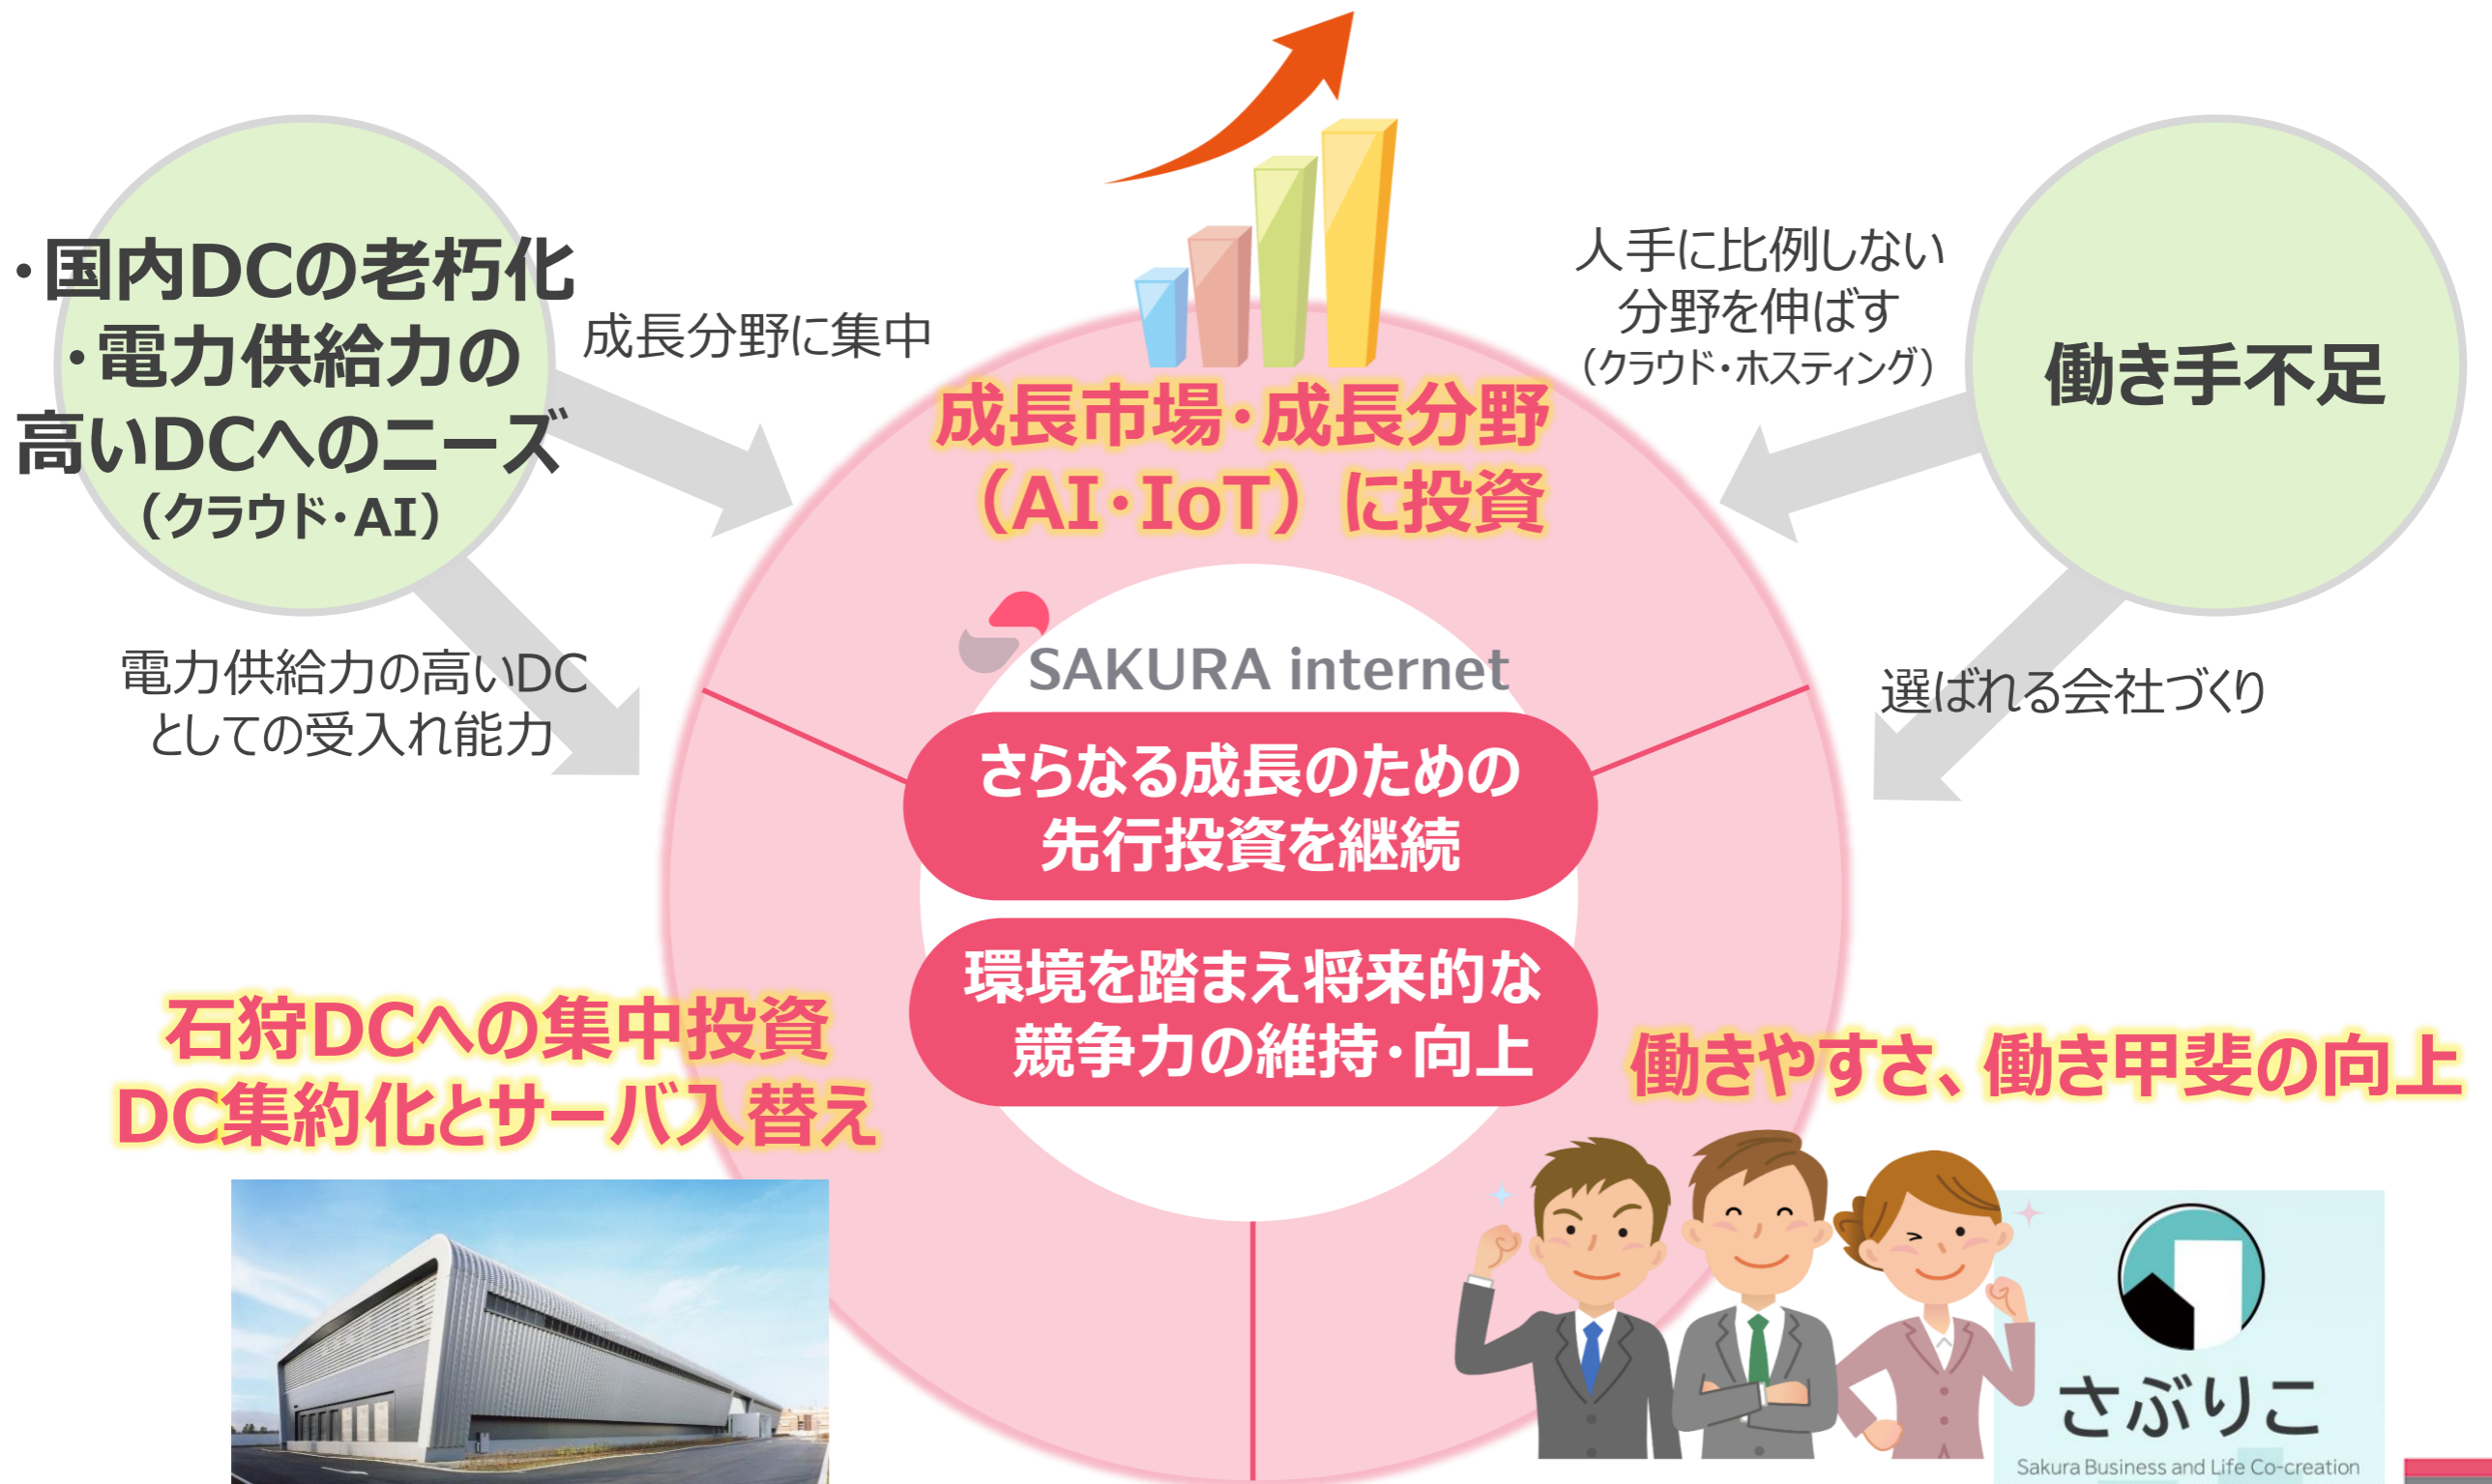 ・国内DCの老朽化
・電力供給力の
高いDCへのニーズ
（クラウド・AI）
成長分野に集中
電力供給力の高いDC
としての受入れ能力
人手に比例しない
分野を伸ばす
（クラウド・ホスティング）
働き手不足
選ばれる会社づくり
成長市場・成長分野
（AI・IoT）に投資
SAKURA internet
さらなる成長のための
先行投資を継続
環境を踏まえ将来的な
競争力の維持・向上
石狩DCへの集中投資
DC集約化とサーバ入替え
働きやすさ、働き甲斐の向上
さぶりこ
Sakura Business and Life Co-creation